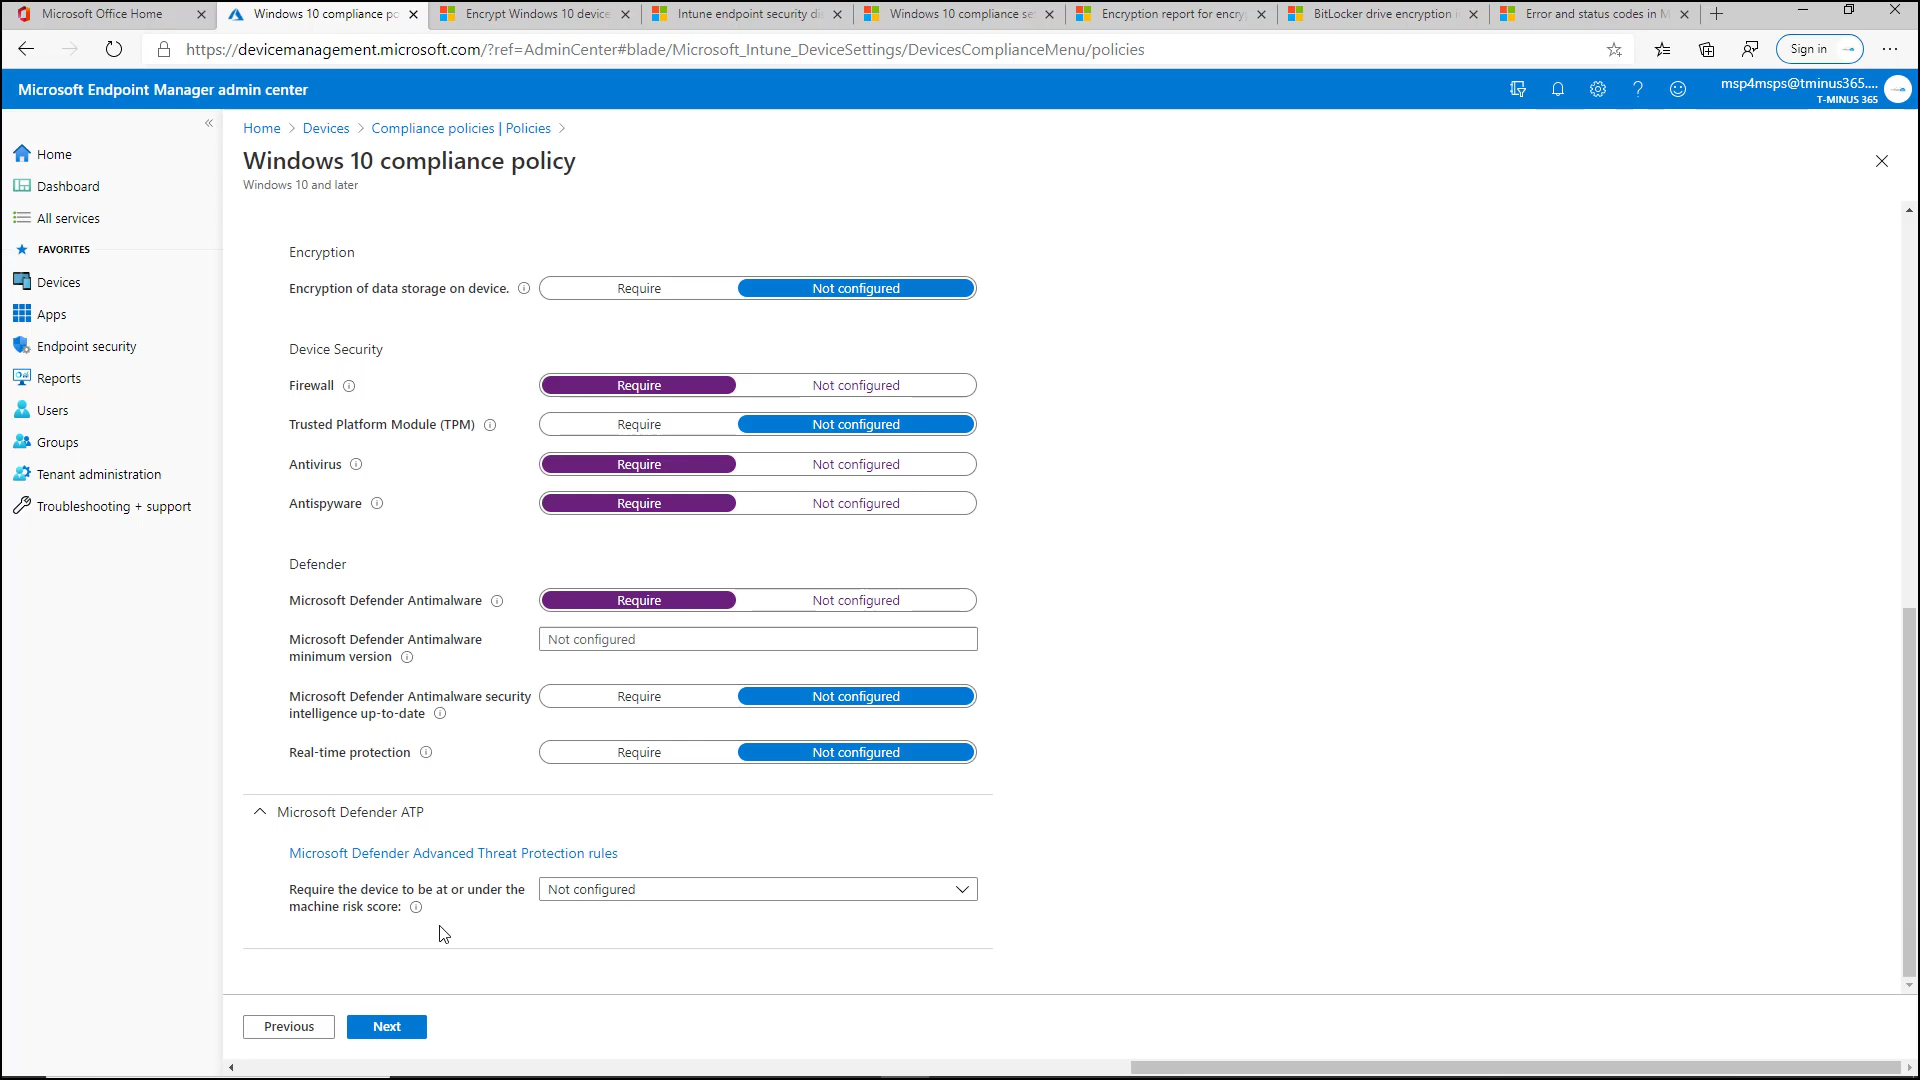 Microsoft Office Home
Windows 10 compliance po
Encrypt Windows 10 device
Intune endpoint security di
Windows 10 compliance se
Encryption report for encry
BitLocker drive encryption i
Error and status codes in M
https://devicemanagement.microsoft.com/?ref=AdminCenter#blade/Microsoft_Intune_DeviceSettings/DevicesComplianceMenu/policies
Sign in
Microsoft Endpoint Manager admin center
msp4msps@tminus365....
T-MINUS 365
Home
Dashboard
All services
FAVORITES
Devices
Apps
Endpoint security
Reports
Users
Groups
Tenant administration
Troubleshooting + support
Home > Devices > Compliance policies | Policies >
Windows 10 compliance policy
Windows 10 and later
Encryption
Encryption of data storage on device. Require Not configured
Device Security
Firewall Require Not configured
Trusted Platform Module (TPM) Require Not configured
Antivirus Require Not configured
Antispyware Require Not configured
Defender
Microsoft Defender Antimalware Require Not configured
Microsoft Defender Antimalware
minimum version
Not configured
Microsoft Defender Antimalware security
intelligence up-to-date
Require Not configured
Real-time protection Require Not configured
Microsoft Defender ATP
Microsoft Defender Advanced Threat Protection rules
Require the device to be at or under the
machine risk score:
Not configured
Previous Next